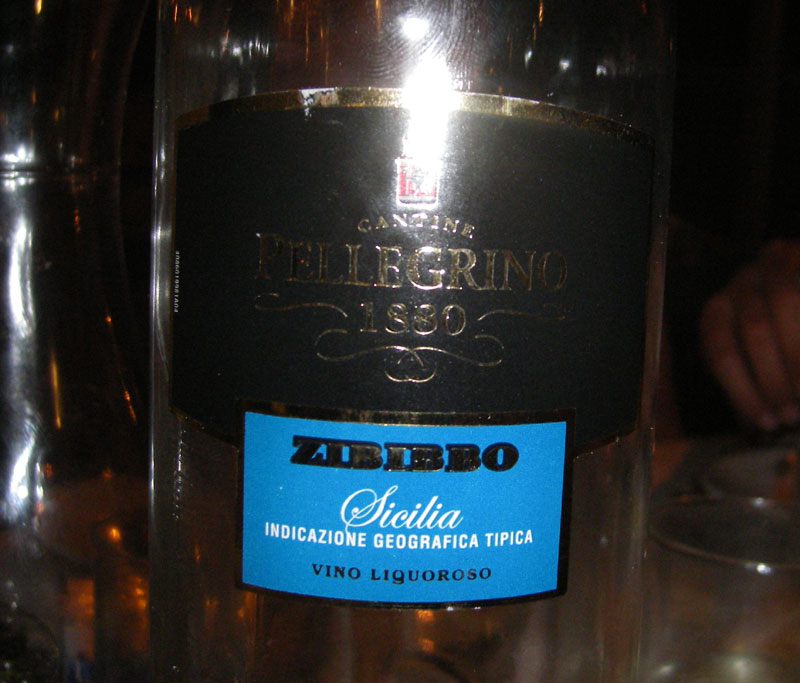 CANTINE
PELLEGRINO
1880
ZIBIBBO
Sicilia
INDICAZIONE GEOGRAFICA TIPICA
VINO LIQUOROSO